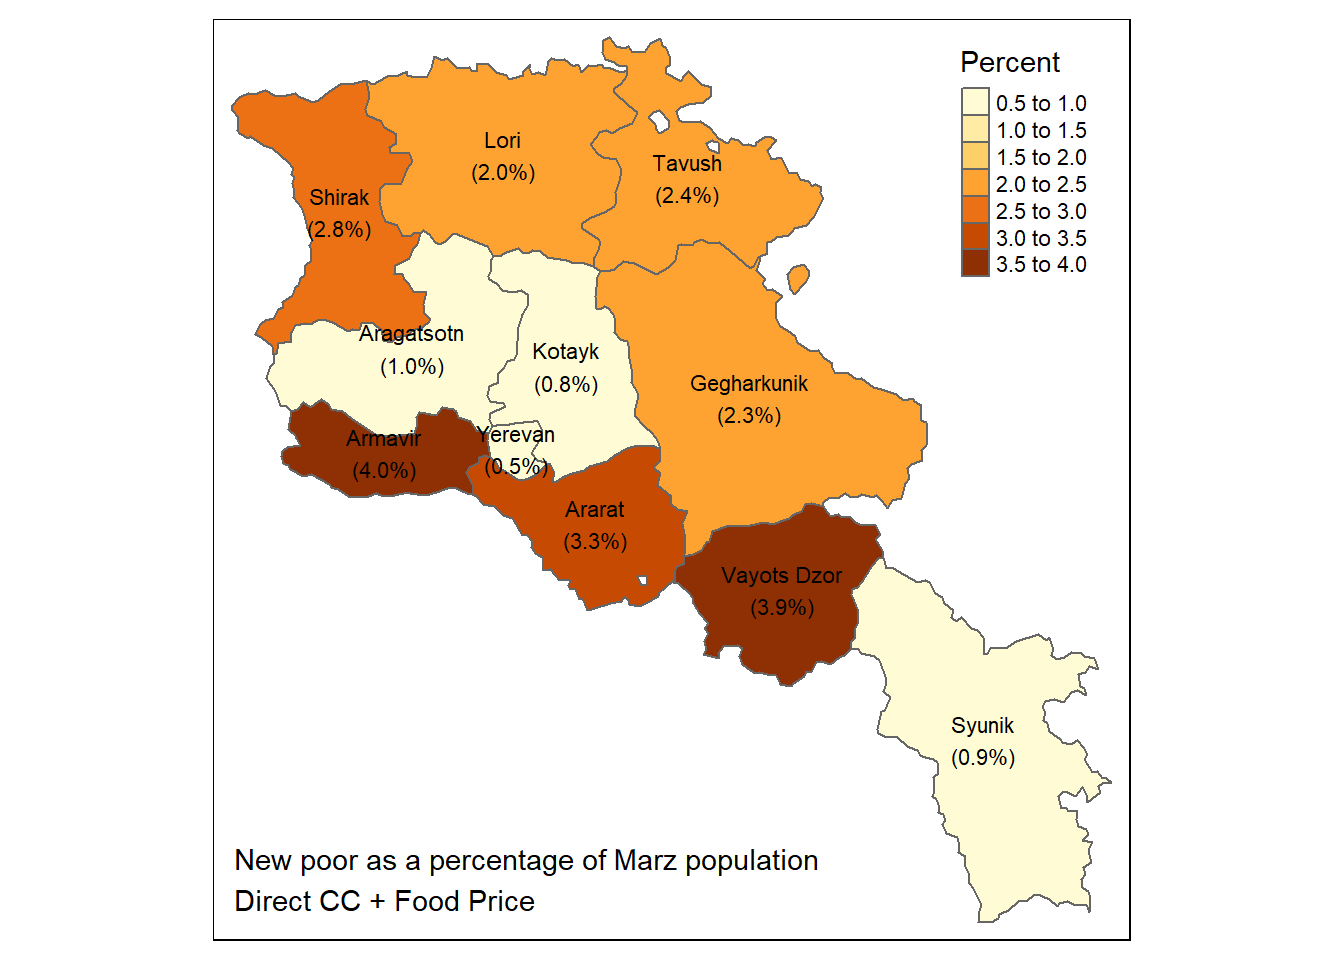 Percent
0.5 to 1.0
1.0 to 1.5
1.5 to 2.0
2.0 to 2.5
2.5 to 3.0
3.0 to 3.5
3.5 to 4.0
Lori
(2.0%)
Tavush
(2.4%)
Shirak
(2.8%)
Aragatsotn
(1.0%)
Kotayk
(0.8%)
Gegharkunik
(2.3%)
Armavir
(4.0%)
Yerevan
(0.5%)
Ararat
(3.3%)
Vayots Dzor
(3.9%)
Syunik
(0.9%)
New poor as a percentage of Marz population
Direct CC + Food Price